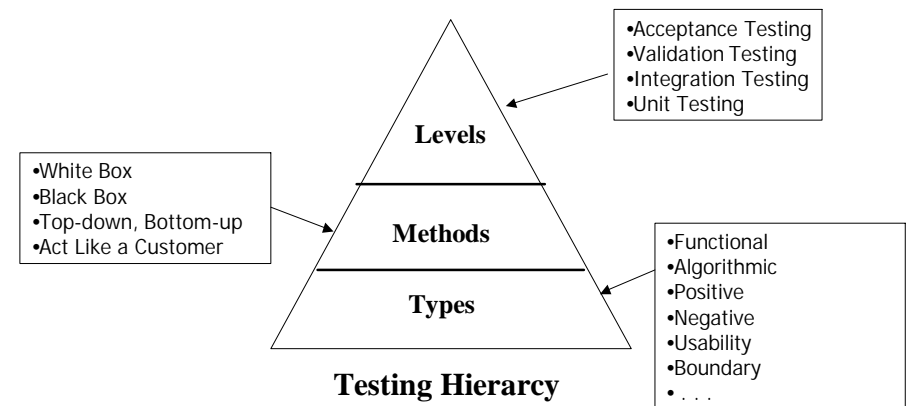 •Acceptance Testing
•Validation Testing
•Integration Testing
•Unit Testing
Levels
•White Box
•Black Box
•Top-down, Bottom-up
•Act Like a Customer
Methods
•Functional
•Algorithmic
•Positive
•Negative
•Usability
•Boundary
• . . .
Types
Testing Hierarcy